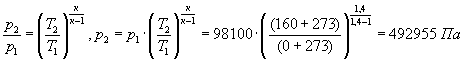 p₂/p₁ = (T₂/T₁)^(κ/(κ−1)), p₂ = p₁·(T₂/T₁)^(κ/(κ−1)) = 98100·((160+273)/(0+273))^(1,4/(1,4−1)) = 492955 Па